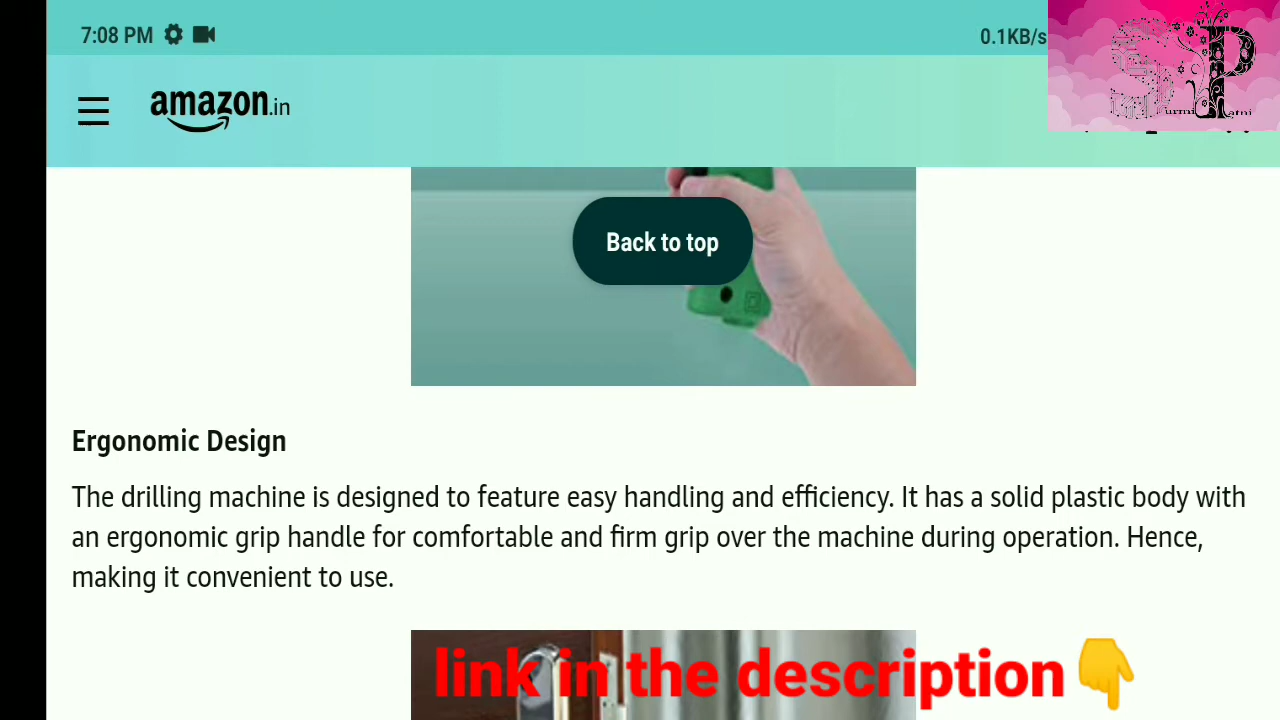 7:08 PM
0.1KB/s
amazon.in
Back to top
Ergonomic Design
The drilling machine is designed to feature easy handling and efficiency. It has a solid plastic body with
an ergonomic grip handle for comfortable and firm grip over the machine during operation. Hence,
making it convenient to use.
link in the description👇